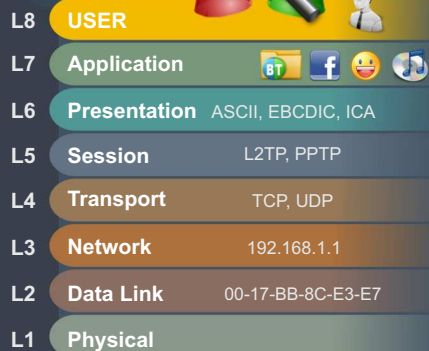 L8 USER
L7 Application BT f
L6 Presentation ASCII, EBCDIC, ICA
L5 Session L2TP, PPTP
L4 Transport TCP, UDP
L3 Network 192.168.1.1
L2 Data Link 00-17-BB-8C-E3-E7
L1 Physical